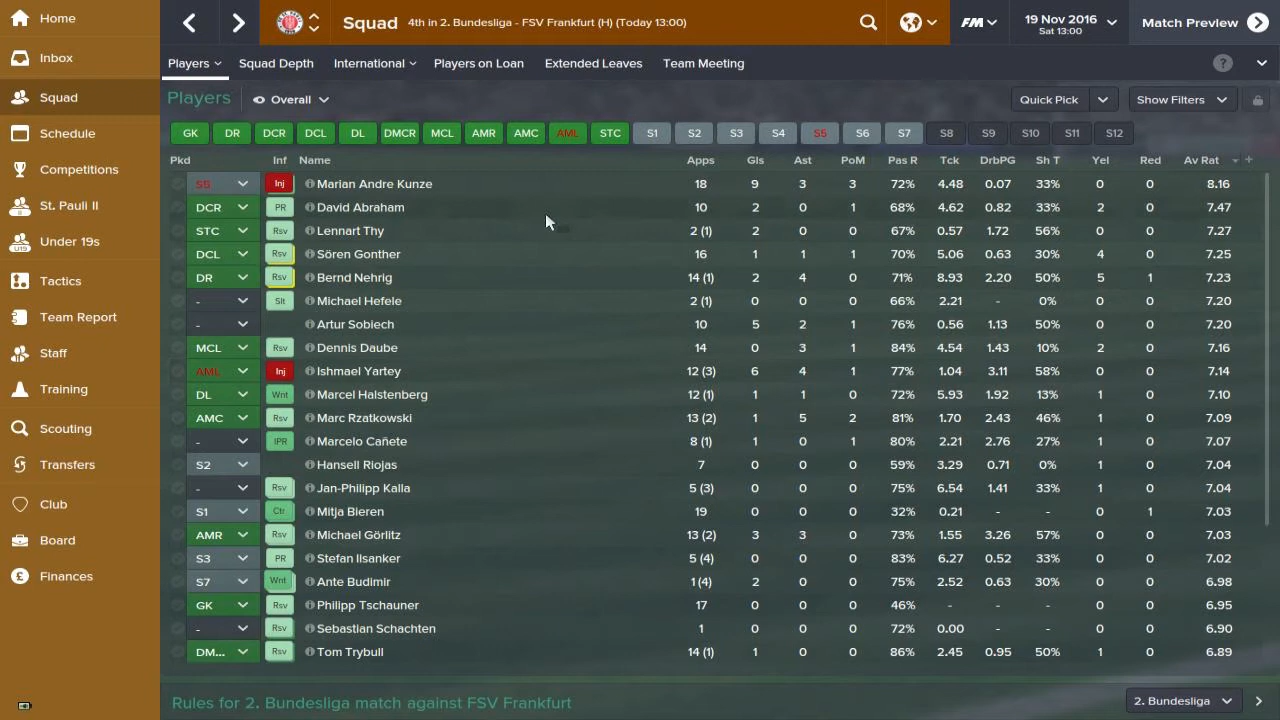 Home
Squad
4th in 2. Bundesliga - FSV Frankfurt (H) (Today 13:00)
FM
19 Nov 2016
Sat 13:00
Match Preview
Inbox
Squad
Schedule
Competitions
St. Pauli II
Under 19s
Tactics
Team Report
Staff
Training
Scouting
Transfers
Club
Board
Finances
Players International Squad Depth Players on Loan Extended Leaves Team Meeting ?
Players Overall Quick Pick Show Filters
GK DR DCR DCL DL DMCR MCL AMR AMC AML STC S1 S2 S3 S4 S5 S6 S7 S8 S9 S10 S11 S12
Pkd Inf Name Apps Gls Ast PoM Pas R Tck DrbPG Sh T Yel Red Av Rat +
S5 Inj Marian Andre Kunze 18 9 3 3 72% 4.48 0.07 33% 0 0 8.16
DCR PR David Abraham 10 2 0 1 68% 4.62 0.82 33% 2 0 7.47
STC Rsv Lennart Thy 2 (1) 2 0 0 67% 0.57 1.72 56% 0 0 7.27
DCL Rsv Sören Gonther 16 1 1 1 70% 5.06 0.63 30% 4 0 7.25
DR Rsv Bernd Nehrig 14 (1) 2 4 0 71% 8.93 2.20 50% 5 1 7.23
- Slt Michael Hefele 2 (1) 0 0 0 66% 2.21 - 0% 0 0 7.20
- Artur Sobiech 10 5 2 1 76% 0.56 1.13 50% 0 0 7.20
MCL Rsv Dennis Daube 14 0 3 1 84% 4.54 1.43 10% 2 0 7.16
AML Inj Ishmael Yartey 12 (3) 6 4 1 77% 1.04 3.11 58% 0 0 7.14
DL Wnt Marcel Halstenberg 12 (1) 1 1 0 72% 5.93 1.92 13% 1 0 7.10
AMC Rsv Marc Rzatkowski 13 (2) 1 5 2 81% 1.70 2.43 46% 0 0 7.09
- IPR Marcelo Cañete 8 (1) 1 0 1 80% 2.21 2.76 27% 0 0 7.07
S2 Hansell Riojas 7 0 0 0 59% 3.29 0.71 0% 1 0 7.04
- Rsv Jan-Philipp Kalla 5 (3) 0 0 0 75% 6.54 1.41 33% 1 0 7.04
S1 Ctr Mitja Bieren 19 0 0 0 32% 0.21 - - 0 1 7.03
AMR Rsv Michael Görlitz 13 (2) 3 3 0 73% 1.55 3.26 57% 0 0 7.03
S3 PR Stefan Ilsanker 5 (4) 0 0 0 83% 6.27 0.52 33% 0 0 7.02
S7 Wnt Ante Budimir 1 (4) 2 0 0 75% 2.52 0.63 30% 0 0 6.98
GK Rsv Philipp Tschauner 17 0 0 0 46% - - - 0 0 6.95
- Rsv Sebastian Schachten 1 0 0 0 72% 0.00 - - 0 0 6.90
DM... Rsv Tom Trybull 14 (1) 1 0 0 86% 2.45 0.95 50% 1 0 6.89
Rules for 2. Bundesliga match against FSV Frankfurt
2. Bundesliga